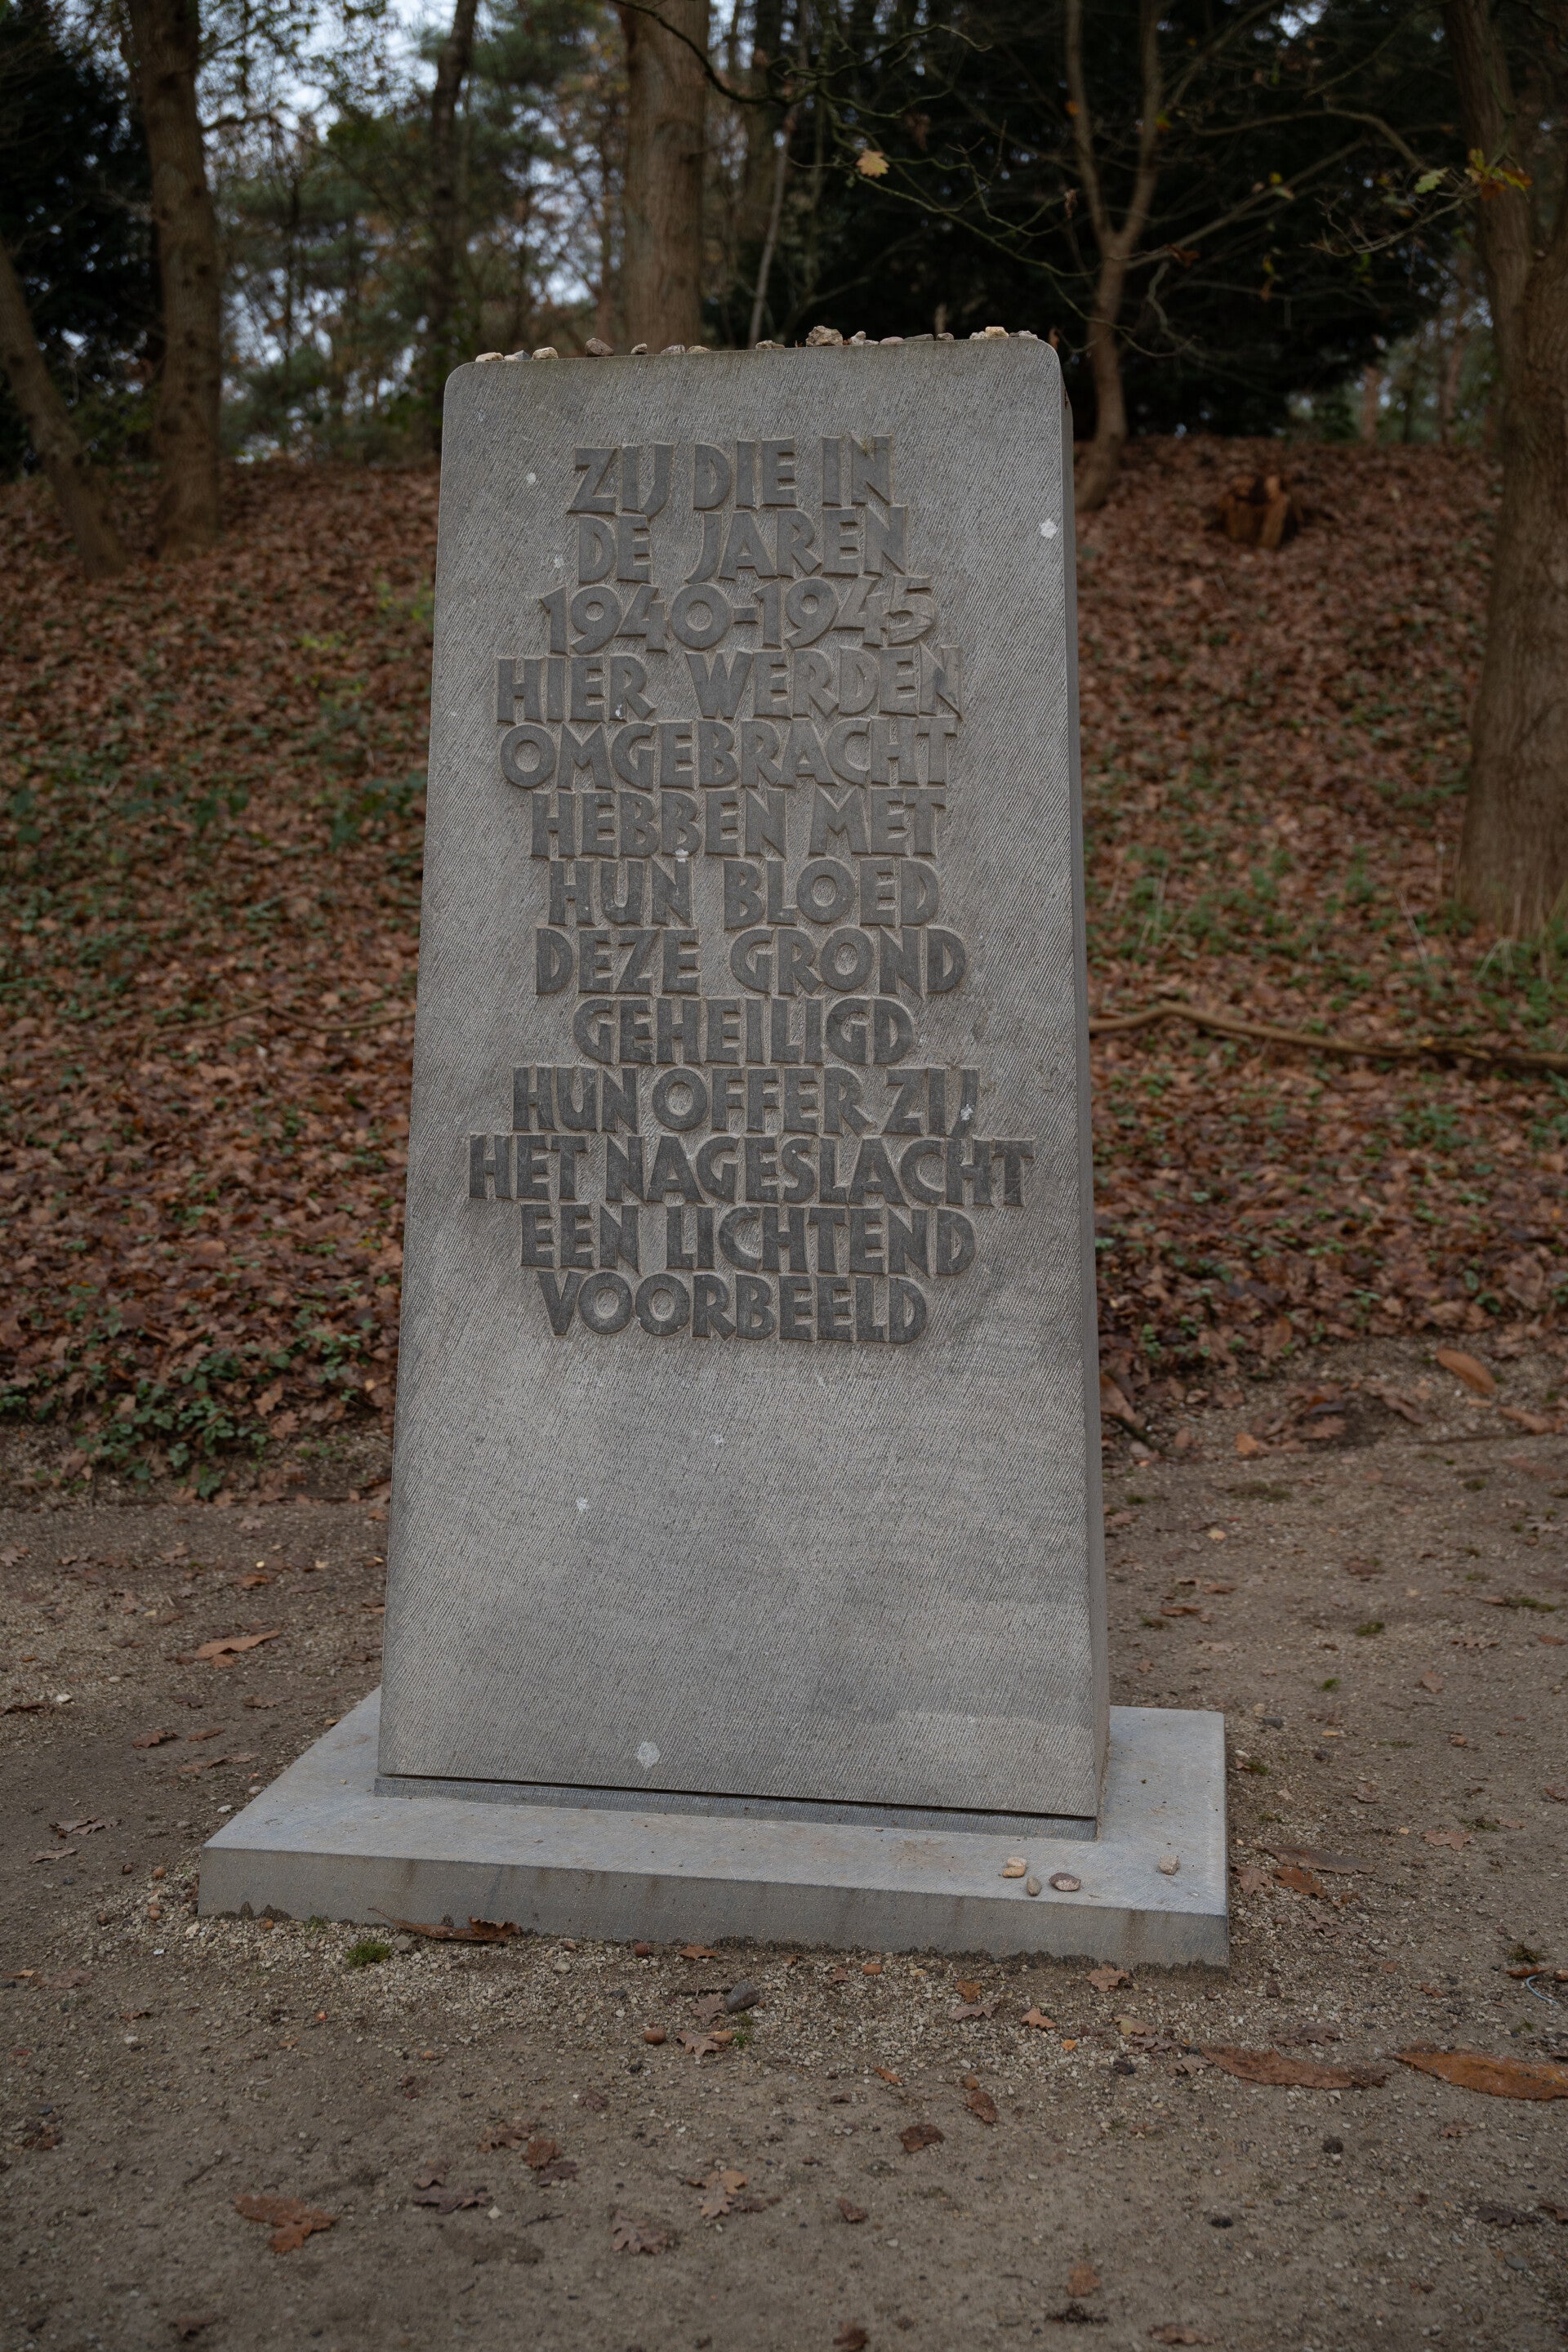 ZIJ DIE IN
DE JAREN
1940-1945
HIER WERDEN
OMGEBRACHT
HEBBEN MET
HUN BLOED
DEZE GROND
GEHEILIGD
HUN OFFER ZIJ
HET NAGESLACHT
EEN LICHTEND
VOORBEELD